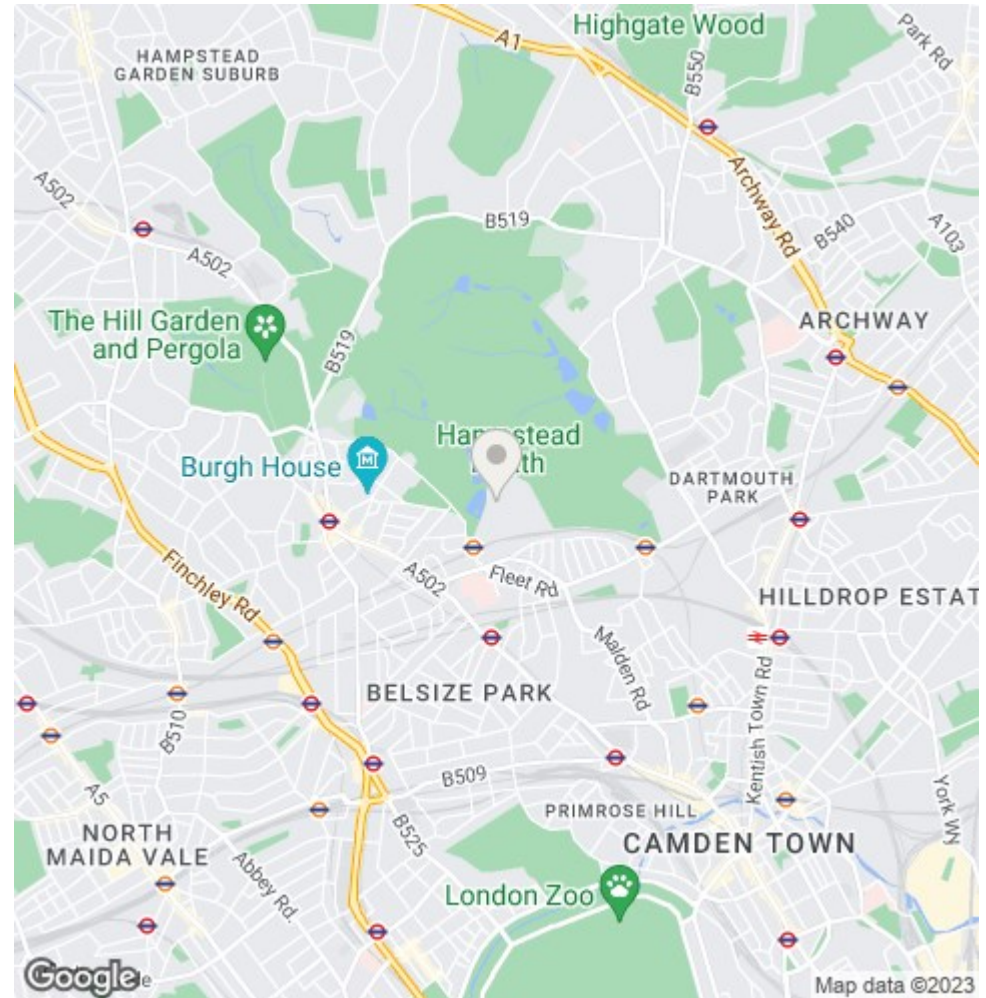 Highgate Wood
Park Rd
A1
B550
HAMPSTEAD
GARDEN SUBURB
Archway Rd
A502
B519
B540
A103
A502
The Hill Garden
and Pergola
B519
ARCHWAY
Hampstead
Heath
Burgh House
DARTMOUTH
PARK
A502
Fleet Rd
Finchley Rd
HILLDROP ESTAT
Malden Rd
BELSIZE PARK
B510
Kentish Town Rd
B509
A5
PRIMROSE HILL
York Wy
NORTH
MAIDA VALE
B525
CAMDEN TOWN
Abbey Rd.
London Zoo
Google
Map data ©2023